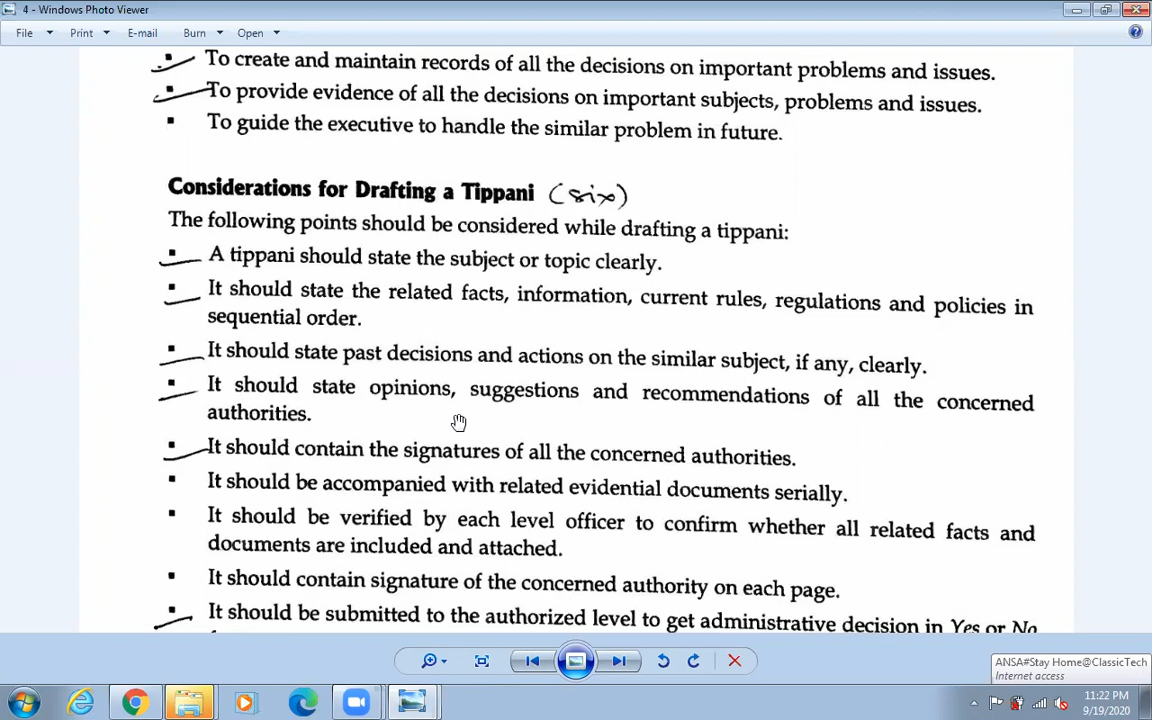 4 - Windows Photo Viewer
File Print E-mail Burn Open
To create and maintain records of all the decisions on important problems and issues.
To provide evidence of all the decisions on important subjects, problems and issues.
To guide the executive to handle the similar problem in future.
Considerations for Drafting a Tippani (six)
The following points should be considered while drafting a tippani:
A tippani should state the subject or topic clearly.
It should state the related facts, information, current rules, regulations and policies in
sequential order.
It should state past decisions and actions on the similar subject, if any, clearly.
It should state opinions, suggestions and recommendations of all the concerned
authorities.
It should contain the signatures of all the concerned authorities.
It should be accompanied with related evidential documents serially.
It should be verified by each level officer to confirm whether all related facts and
documents are included and attached.
It should contain signature of the concerned authority on each page.
It should be submitted to the authorized level to get administrative decision in Yes or No
ANSA#Stay Home@ClassicTech
Internet access
11:22 PM
9/19/2020